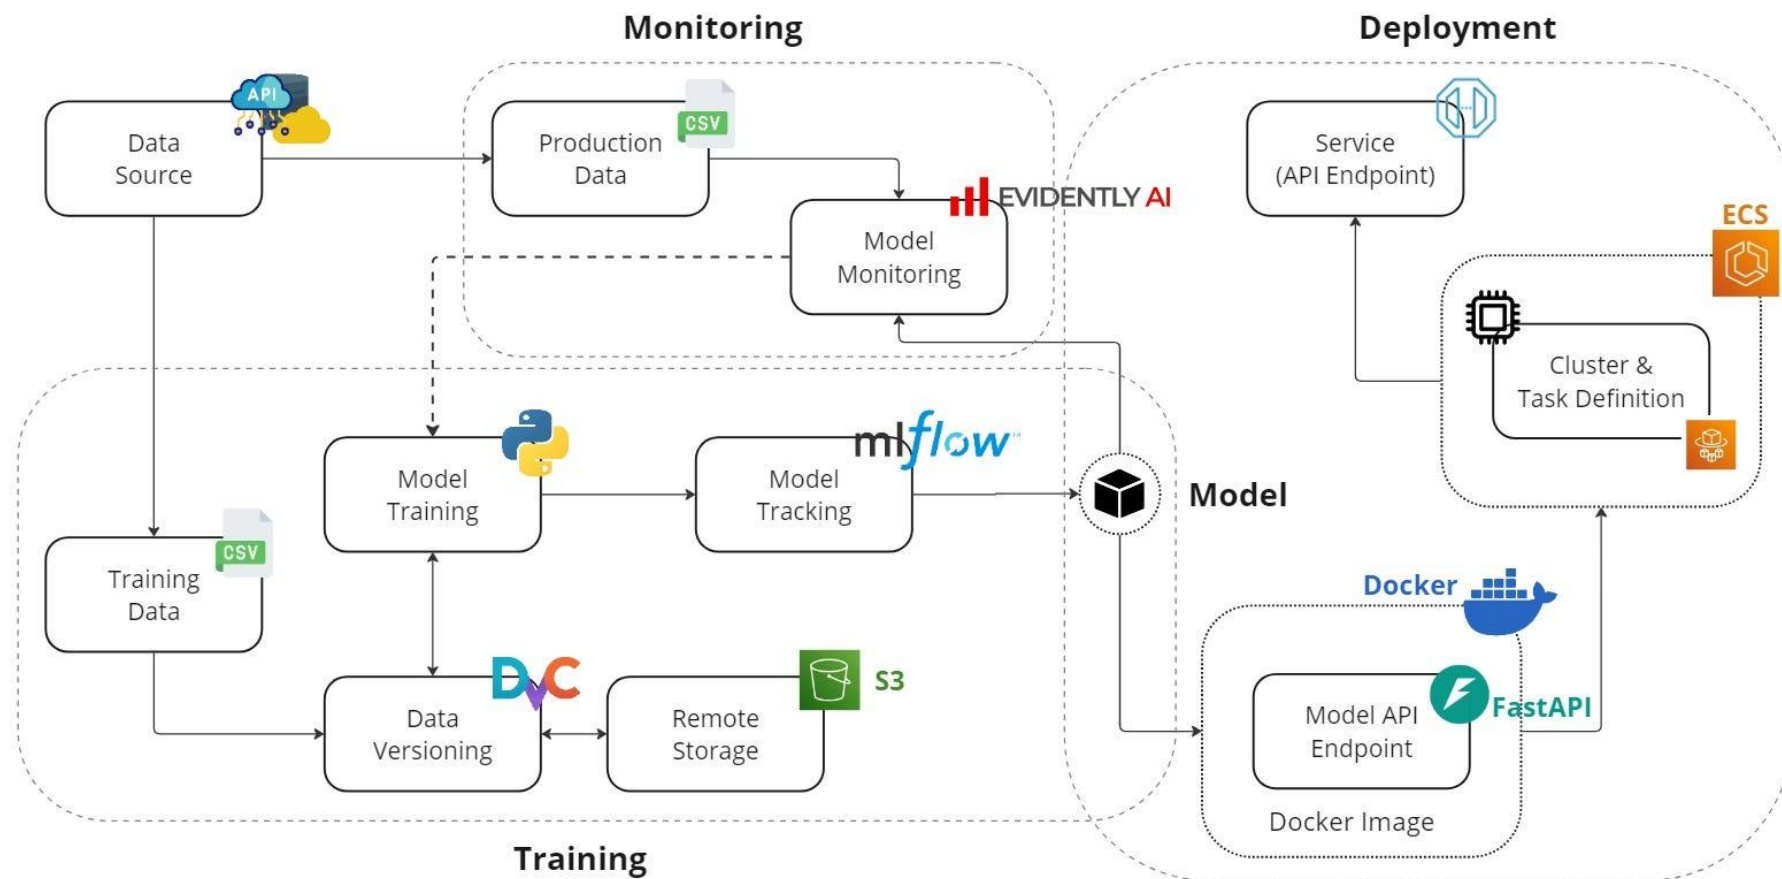 Monitoring
Deployment
API
Data
Source
Production
Data
CSV
Service
(API Endpoint)
EVIDENTLY AI
Model
Monitoring
ECS
Cluster &
Task Definition
mlflow
TM
Model
Training
Model
Tracking
Model
CSV
Training
Data
Docker
DVC
Data
Versioning
S3
Remote
Storage
FastAPI
Model API
Endpoint
Docker Image
Training